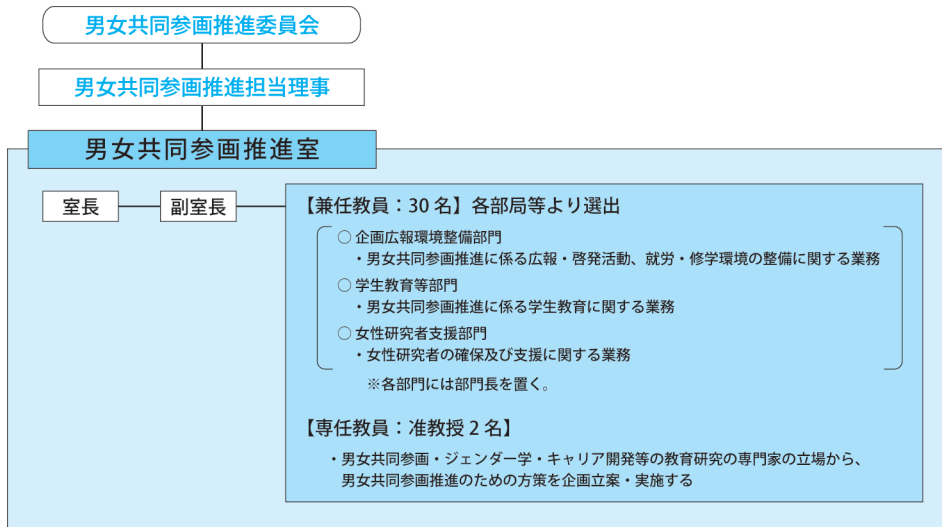 男女共同参画推進委員会
男女共同参画推進担当理事
男女共同参画推進室
室長
副室長
【兼任教員：30名】各部局等より選出
○ 企画広報環境整備部門
・男女共同参画推進に係る広報・啓発活動、就労・修学環境の整備に関する業務
○ 学生教育等部門
・男女共同参画推進に係る学生教育に関する業務
○ 女性研究者支援部門
・女性研究者の確保及び支援に関する業務
※各部門には部門長を置く。
【専任教員：准教授2名】
・男女共同参画・ジェンダー学・キャリア開発等の教育研究の専門家の立場から、
男女共同参画推進のための方策を企画立案・実施する